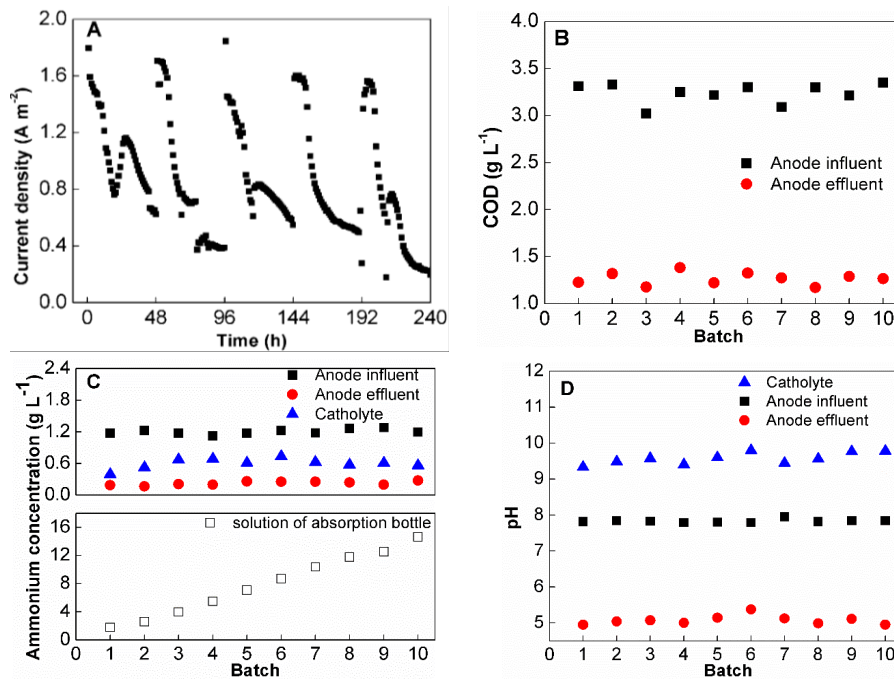 A
2.0
1.6
1.2
0.8
0.4
0.0
Current density (A m⁻²)
0 48 96 144 192 240
Time (h)
B
4.0
3.5
3.0
2.5
2.0
1.5
1.0
COD (g L⁻¹)
Anode influent
Anode effluent
0 1 2 3 4 5 6 7 8 9 10
Batch
C
2.4
1.8
1.2
0.6
0.0
Anode influent
Anode effluent
Catholyte
Ammonium concentration (g L⁻¹)
16
12
8
4
0
solution of absorption bottle
0 1 2 3 4 5 6 7 8 9 10
Batch
D
12
11
10
9
8
7
6
5
pH
Catholyte
Anode influent
Anode effluent
0 1 2 3 4 5 6 7 8 9 10
Batch